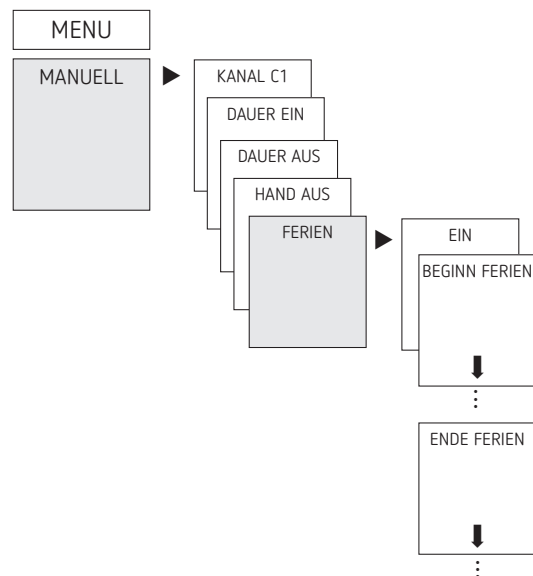 MENU
MANUELL
KANAL C1
DAUER EIN
DAUER AUS
HAND AUS
FERIEN
EIN
BEGINN FERIEN
ENDE FERIEN